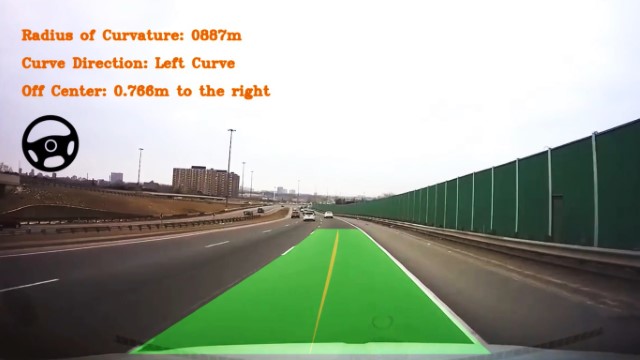 Radius of Curvature: 0887m
Curve Direction: Left Curve
Off Center: 0.766m to the right